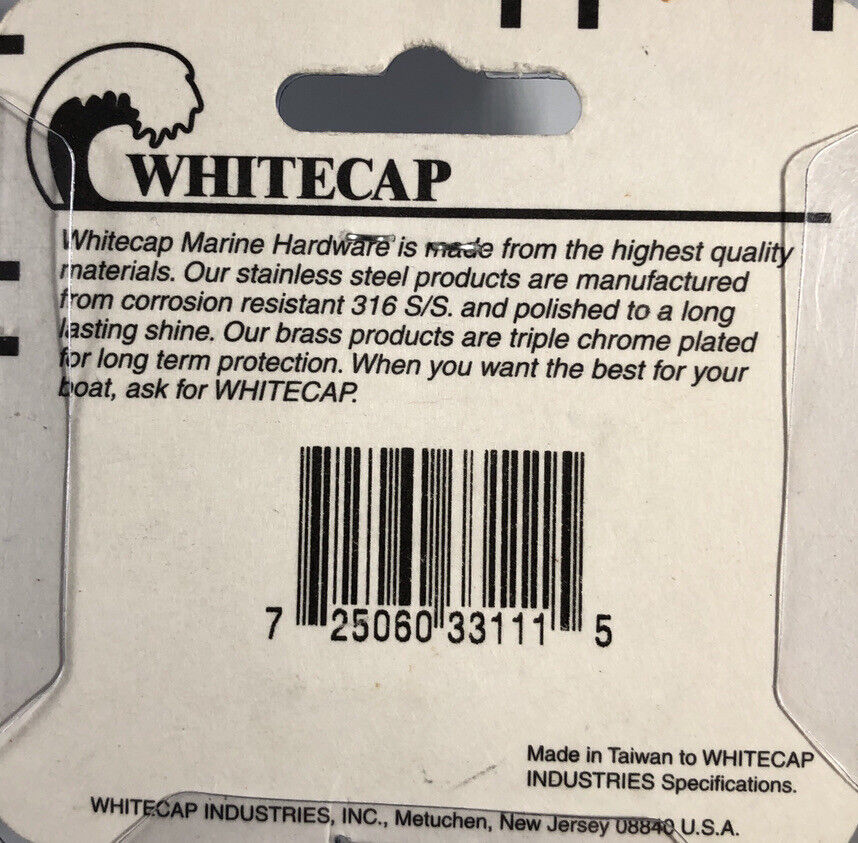 WHITECAP
Whitecap Marine Hardware is made from the highest quality
materials. Our stainless steel products are manufactured
from corrosion resistant 316 S/S. and polished to a long
lasting shine. Our brass products are triple chrome plated
for long term protection. When you want the best for your
boat, ask for WHITECAP.
7 25060 33111 5
Made in Taiwan to WHITECAP
INDUSTRIES Specifications.
WHITECAP INDUSTRIES, INC., Metuchen, New Jersey 08840 U.S.A.